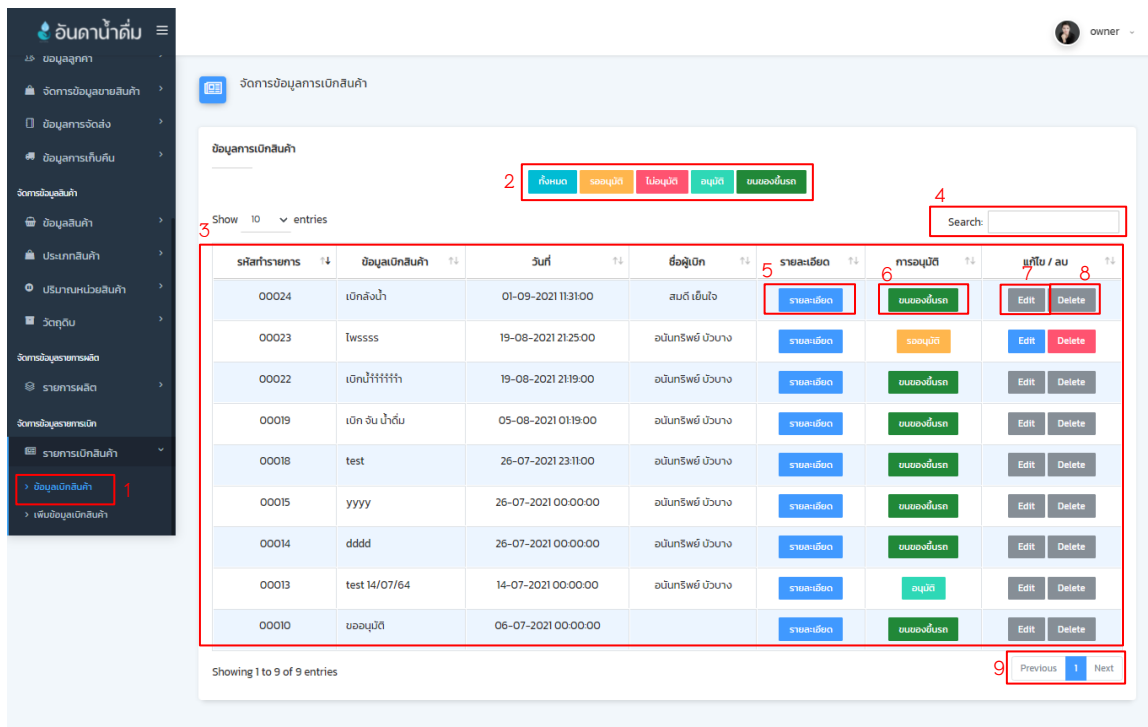 อันดาน้ำดื่ม
owner
ข้อมูลลูกค้า
จัดการข้อมูลขายสินค้า
ข้อมูลการจัดส่ง
ข้อมูลการเก็บคืน
จัดการข้อมูลสินค้า
ข้อมูลสินค้า
ประเภทสินค้า
ปริมาณหน่วยสินค้า
วัตถุดิบ
จัดการข้อมูลรายการผลิต
รายการผลิต
จัดการข้อมูลรายการเบิก
รายการเบิกสินค้า
> ข้อมูลเบิกสินค้า 1
> เพิ่มข้อมูลเบิกสินค้า
จัดการข้อมูลการเบิกสินค้า
ข้อมูลการเบิกสินค้า
2 ทั้งหมด รออนุมัติ ไม่อนุมัติ อนุมัติ ขนของขึ้นรถ
Show 10 entries
4 Search:
3
รหัสทำรายการ ข้อมูลเบิกสินค้า วันที่ ชื่อผู้เบิก รายละเอียด การอนุมัติ แก้ไข / ลบ
5 6 7 8
00024 เบิกลังน้ำ 01-09-2021 11:31:00 สมดี เย็นใจ รายละเอียด ขนของขึ้นรถ Edit Delete
00023 ไwssss 19-08-2021 21:25:00 อนันทริพย์ บัวบาง รายละเอียด รออนุมัติ Edit Delete
00022 19-08-2021 21:19:00 อนันทริพย์ บัวบาง รายละเอียด ขนของขึ้นรถ Edit Delete
00019 เบิก จัน น้ำดื่ม 05-08-2021 01:19:00 อนันทริพย์ บัวบาง รายละเอียด ขนของขึ้นรถ Edit Delete
00018 test 26-07-2021 23:11:00 อนันทริพย์ บัวบาง รายละเอียด ขนของขึ้นรถ Edit Delete
00015 yyyy 26-07-2021 00:00:00 อนันทริพย์ บัวบาง รายละเอียด ขนของขึ้นรถ Edit Delete
00014 dddd 26-07-2021 00:00:00 อนันทริพย์ บัวบาง รายละเอียด ขนของขึ้นรถ Edit Delete
00013 test 14/07/64 14-07-2021 00:00:00 อนันทริพย์ บัวบาง รายละเอียด อนุมัติ Edit Delete
00010 ขออนุมัติ 06-07-2021 00:00:00 รายละเอียด ขนของขึ้นรถ Edit Delete
Showing 1 to 9 of 9 entries
9 Previous 1 Next